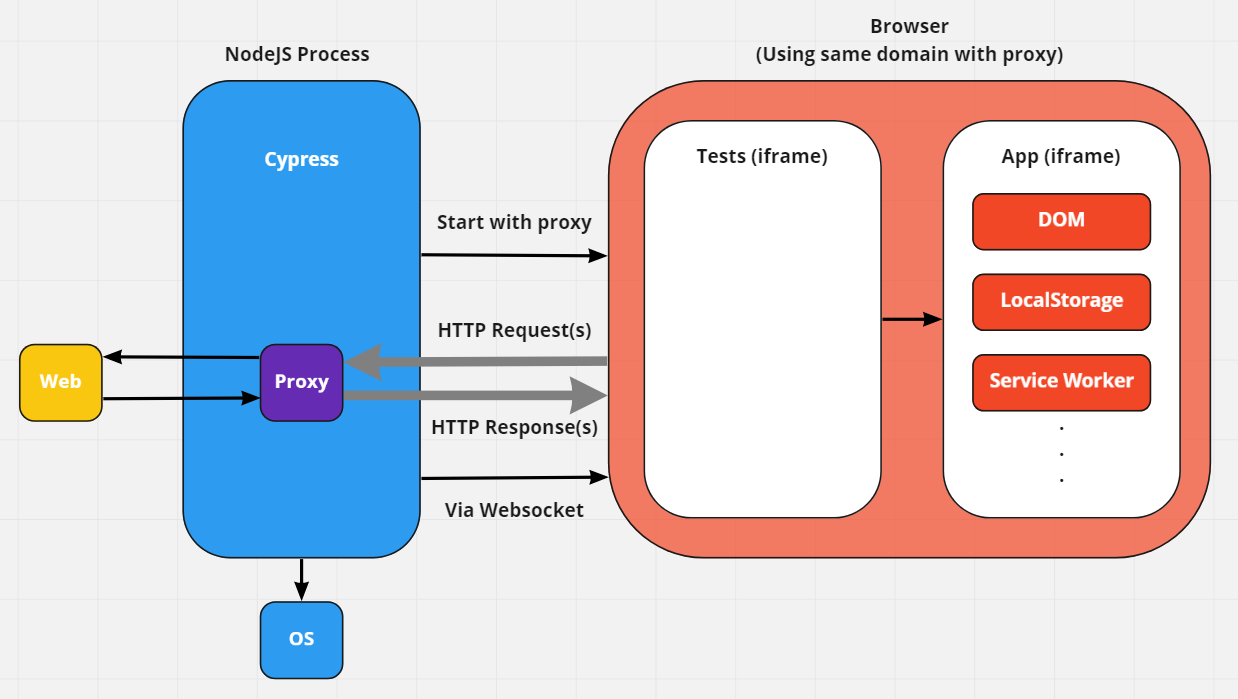 Browser
(Using same domain with proxy)
NodeJS Process
Cypress
Tests (iframe)
App (iframe)
DOM
Start with proxy
LocalStorage
HTTP Request(s)
Web
Proxy
Service Worker
HTTP Response(s)
.
.
.
Via Websocket
OS